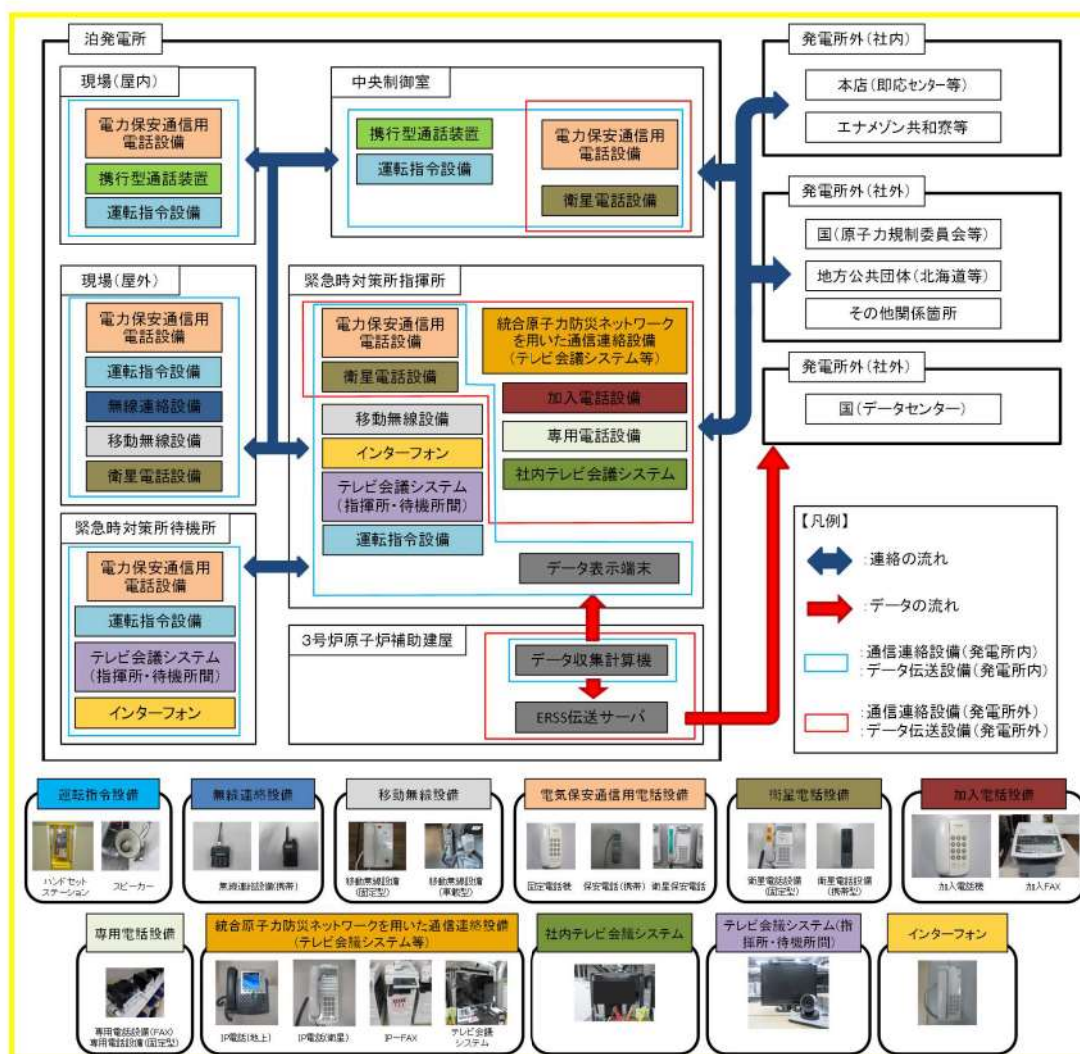 泊発電所
現場(屋内)
電力保安通信用
電話設備
携行型通話装置
運転指令設備
中央制御室
携行型通話装置
運転指令設備
電力保安通信用
電話設備
衛星電話設備
発電所外(社内)
本店(即応センター等)
エナメゾン共和寮等
発電所外(社外)
国(原子力規制委員会等)
地方公共団体(北海道等)
その他関係箇所
発電所外(社外)
国(データセンター)
現場(屋外)
電力保安通信用
電話設備
運転指令設備
無線連絡設備
移動無線設備
衛星電話設備
緊急時対策所指揮所
電力保安通信用
電話設備
衛星電話設備
移動無線設備
インターフォン
テレビ会議システム
(指揮所・待機所間)
運転指令設備
統合原子力防災ネットワーク
を用いた通信連絡設備
(テレビ会議システム等)
加入電話設備
専用電話設備
社内テレビ会議システム
データ表示端末
緊急時対策所待機所
電力保安通信用
電話設備
運転指令設備
テレビ会議システム
(指揮所・待機所間)
インターフォン
3号炉原子炉補助建屋
データ収集計算機
ERSS伝送サーバ
【凡例】
:連絡の流れ
:データの流れ
:通信連絡設備(発電所内)
:データ伝送設備(発電所内)
:通信連絡設備(発電所外)
:データ伝送設備(発電所外)
運転指令設備
ハンドセット
ステーション
スピーカー
無線連絡設備
無線連絡設備(携帯)
移動無線設備
移動無線設備
(固定型)
移動無線設備
(車載型)
電気保安通信用電話設備
固定電話機
保安電話(携帯)
衛星保安電話
衛星電話設備
衛星電話設備
(固定型)
衛星電話設備
(携帯型)
加入電話設備
加入電話機
加入FAX
専用電話設備
専用電話設備(FAX)
専用電話設備(固定型)
統合原子力防災ネットワークを用いた通信連絡設備
(テレビ会議システム等)
IP電話(地上)
IP電話(衛星)
IP-FAX
テレビ会議
システム
社内テレビ会議システム
テレビ会議システム(指
揮所・待機所間)
インターフォン